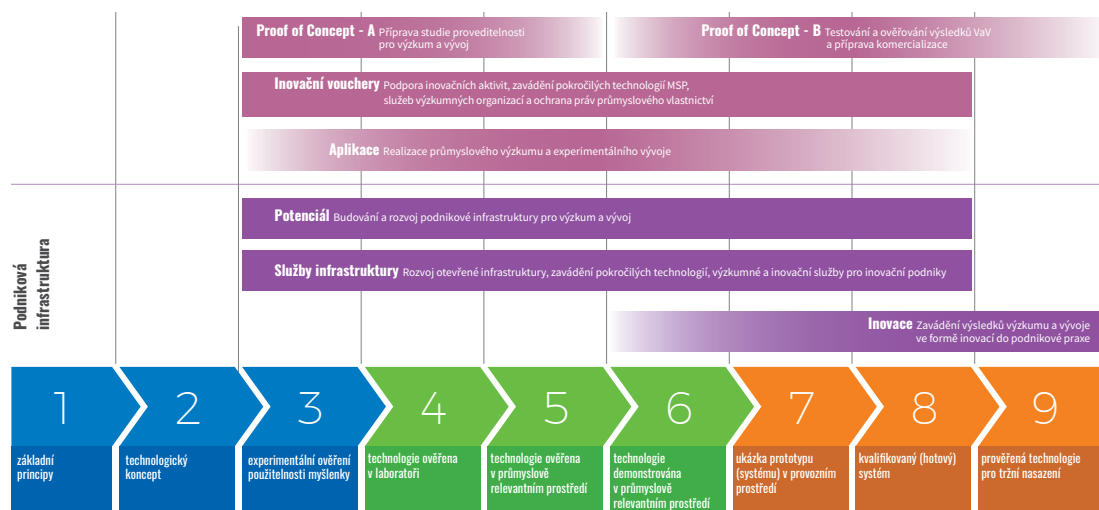 Proof of Concept - A Příprava studie proveditelnosti
pro výzkum a vývoj
Proof of Concept - B Testování a ověřování výsledků VaV
a příprava komercializace
Inovační vouchery Podpora inovačních aktivit, zavádění pokročilých technologií MSP,
služeb výzkumných organizací a ochrana práv průmyslového vlastnictví
Aplikace Realizace průmyslového výzkumu a experimentálního vývoje
Podniková
infrastruktura
Potenciál Budování a rozvoj podnikové infrastruktury pro výzkum a vývoj
Služby infrastruktury Rozvoj otevřené infrastruktury, zavádění pokročilých technologií, výzkumné a inovační služby pro inovační podniky
Inovace Zavádění výsledků výzkumu a vývoje
ve formě inovací do podnikové praxe
1
základní
principy
2
technologický
koncept
3
experimentální ověření
použitelnosti myšlenky
4
technologie ověřena
v laboratoři
5
technologie ověřena
v průmyslově
relevantním prostředí
6
technologie
demonstrována
v průmyslově
relevantním prostředí
7
ukázka prototypu
(systému) v provozním
prostředí
8
kvalifikovaný (hotový)
systém
9
prověřená technologie
pro tržní nasazení